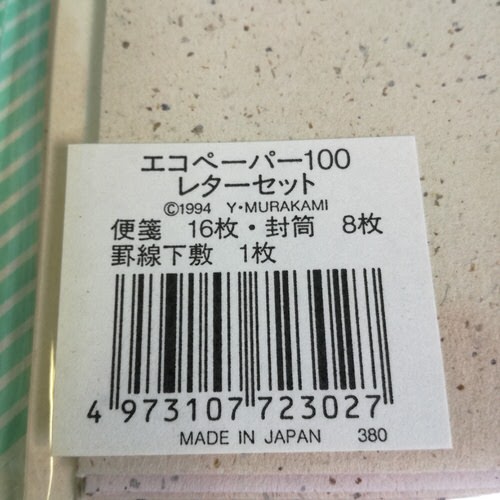 エコペーパー100
レターセット
©1994 Y・MURAKAMI
便箋 16枚・封筒 8枚
罫線下敷 1枚
4 973107 723027
MADE IN JAPAN 380